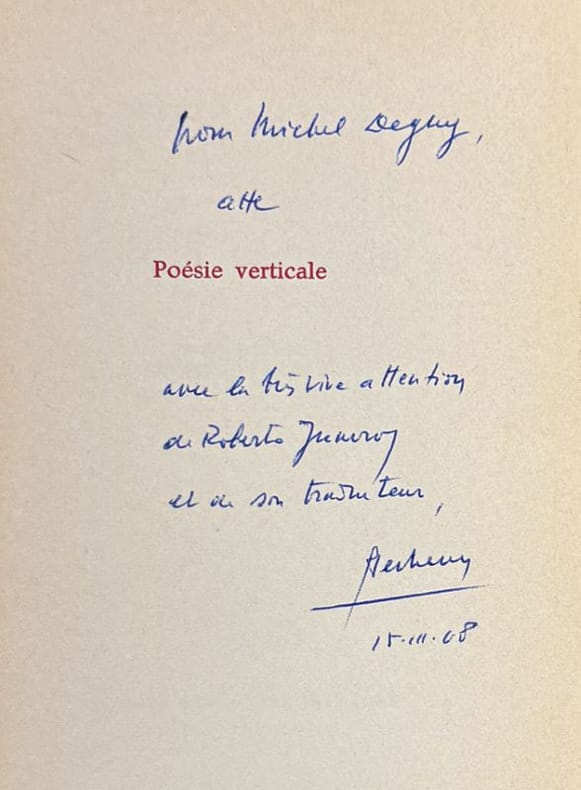 pour Michel Deguy,
cette
Poésie verticale
avec la très vive attention
de Roberto Juarroz
et de son traducteur,
15.III.68